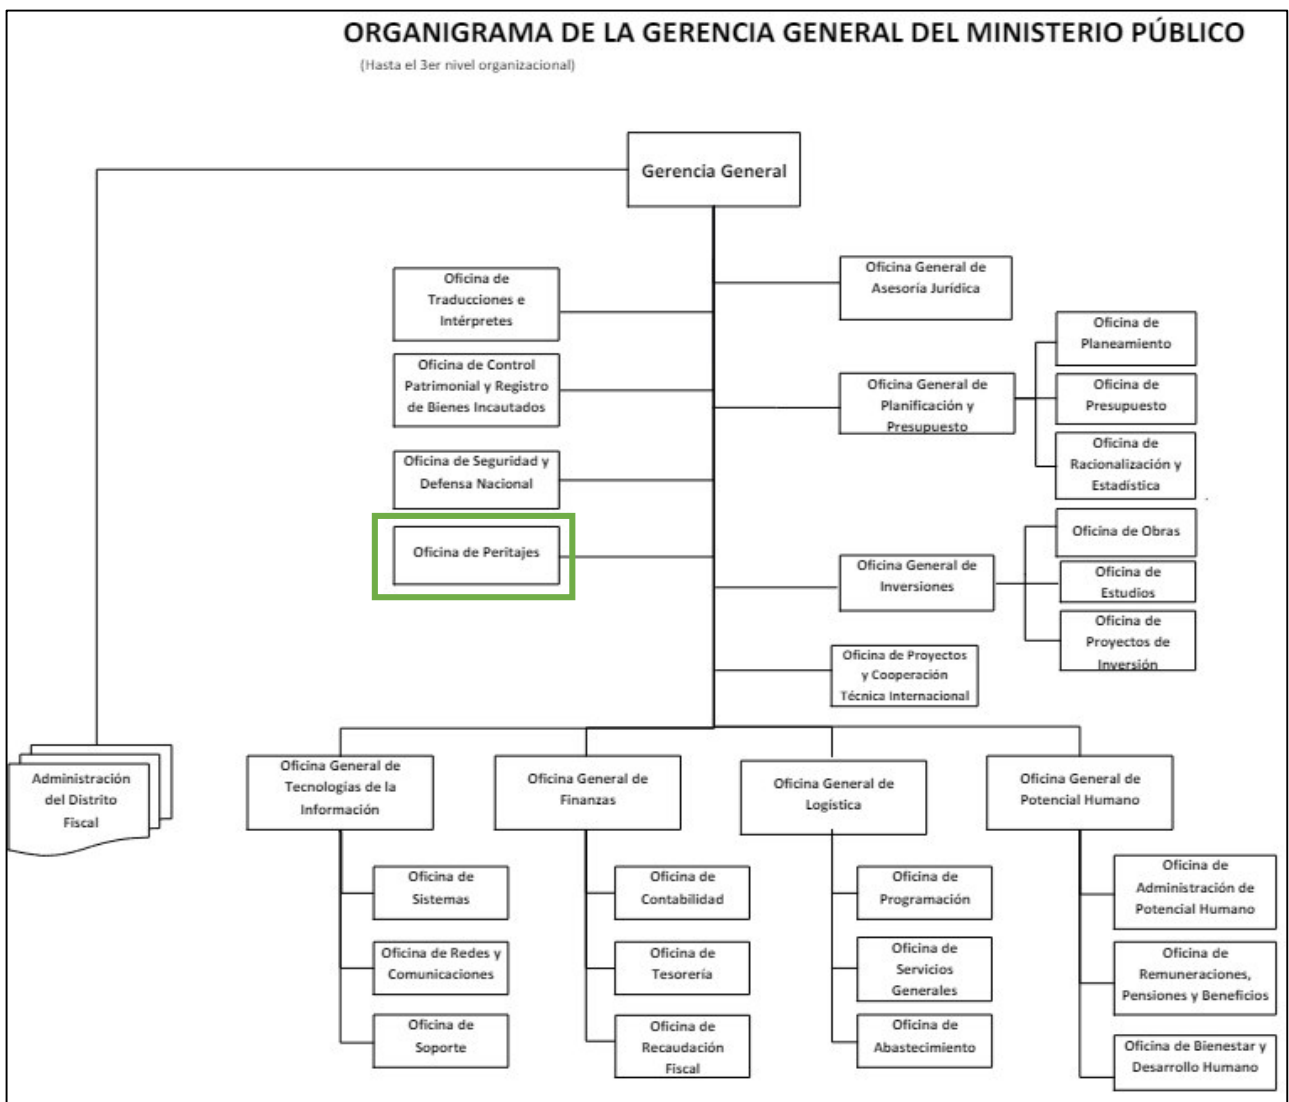 ORGANIGRAMA DE LA GERENCIA GENERAL DEL MINISTERIO PÚBLICO
(Hasta el 3er nivel organizacional)
Gerencia General
Oficina de
Traducciones e
Intérpretes
Oficina de Control
Patrimonial y Registro
de Bienes Incautados
Oficina de Seguridad y
Defensa Nacional
Oficina de Peritajes
Oficina General de
Asesoría Jurídica
Oficina General de
Planificación y
Presupuesto
Oficina de
Planeamiento
Oficina de
Presupuesto
Oficina de
Racionalización y
Estadística
Oficina General de
Inversiones
Oficina de Obras
Oficina de
Estudios
Oficina de
Proyectos de
Inversión
Oficina de Proyectos
y Cooperación
Técnica Internacional
Administración
del Distrito
Fiscal
Oficina General de
Tecnologías de la
Información
Oficina de
Sistemas
Oficina de Redes y
Comunicaciones
Oficina de
Soporte
Oficina General de
Finanzas
Oficina de
Contabilidad
Oficina de
Tesorería
Oficina de
Recaudación
Fiscal
Oficina General de
Logística
Oficina de
Programación
Oficina de
Servicios
Generales
Oficina de
Abastecimiento
Oficina General de
Potencial Humano
Oficina de
Administración de
Potencial Humano
Oficina de
Remuneraciones,
Pensiones y Beneficios
Oficina de Bienestar y
Desarrollo Humano